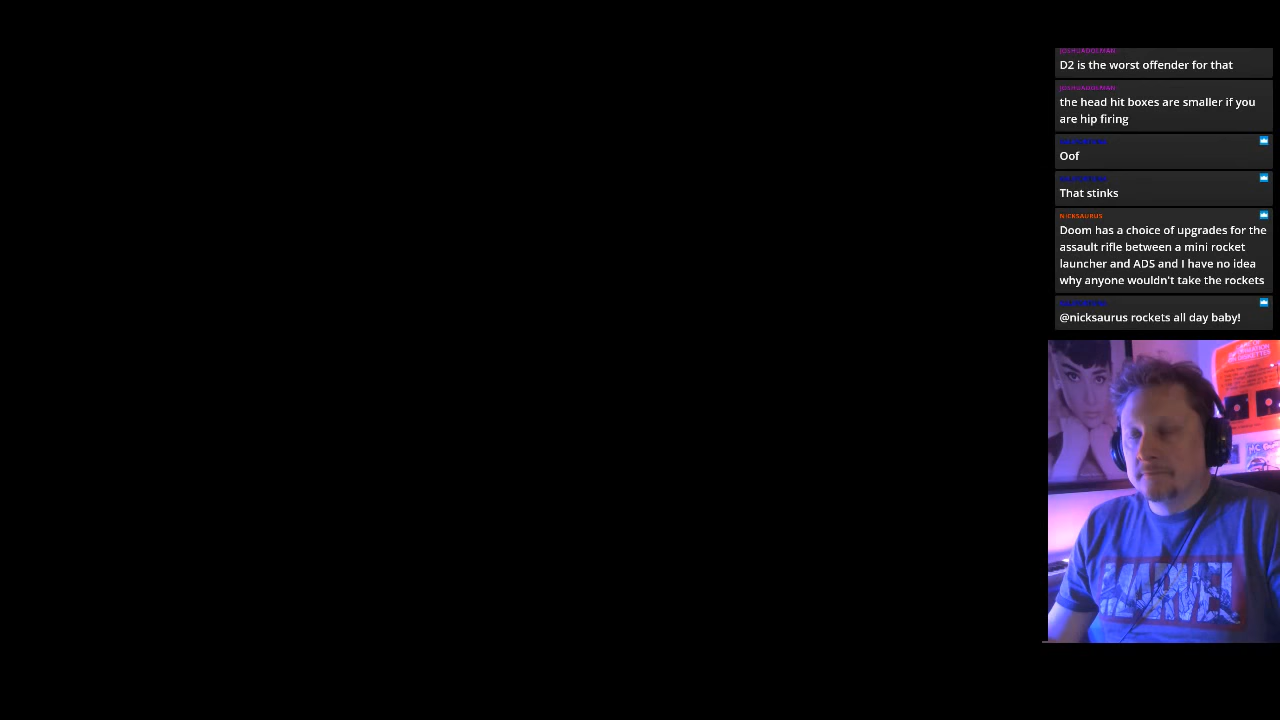 D2 is the worst offender for that
the head hit boxes are smaller if you
are hip firing
Oof
That stinks
NICKSAURUS
Doom has a choice of upgrades for the
assault rifle between a mini rocket
launcher and ADS and I have no idea
why anyone wouldn't take the rockets
@nicksaurus rockets all day baby!
MARVEL